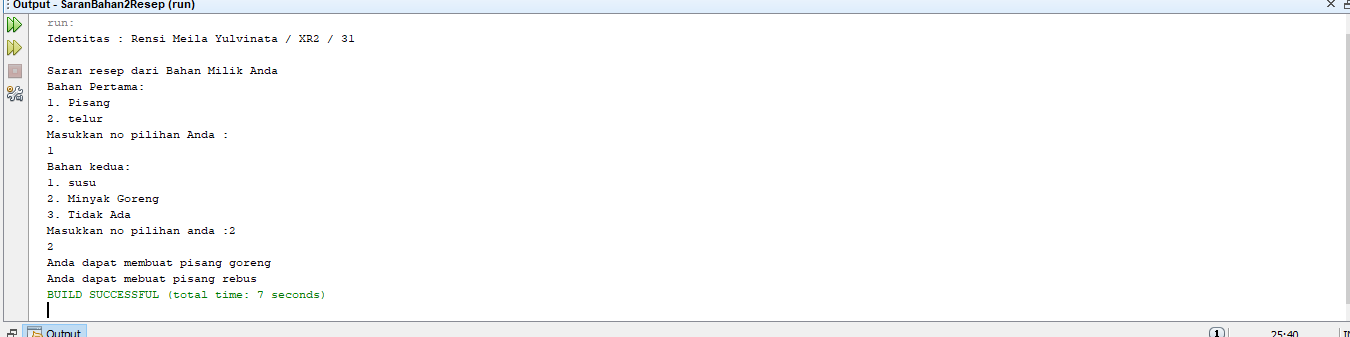 Output - SaranBahan2Resep (run)
run:
Identitas : Rensi Meila Yulvinata / XR2 / 31
Saran resep dari Bahan Milik Anda
Bahan Pertama:
1. Pisang
2. telur
Masukkan no pilihan Anda :
1
Bahan kedua:
1. susu
2. Minyak Goreng
3. Tidak Ada
Masukkan no pilihan anda :2
2
Anda dapat membuat pisang goreng
Anda dapat mebuat pisang rebus
BUILD SUCCESSFUL (total time: 7 seconds)
Output
1
25:40